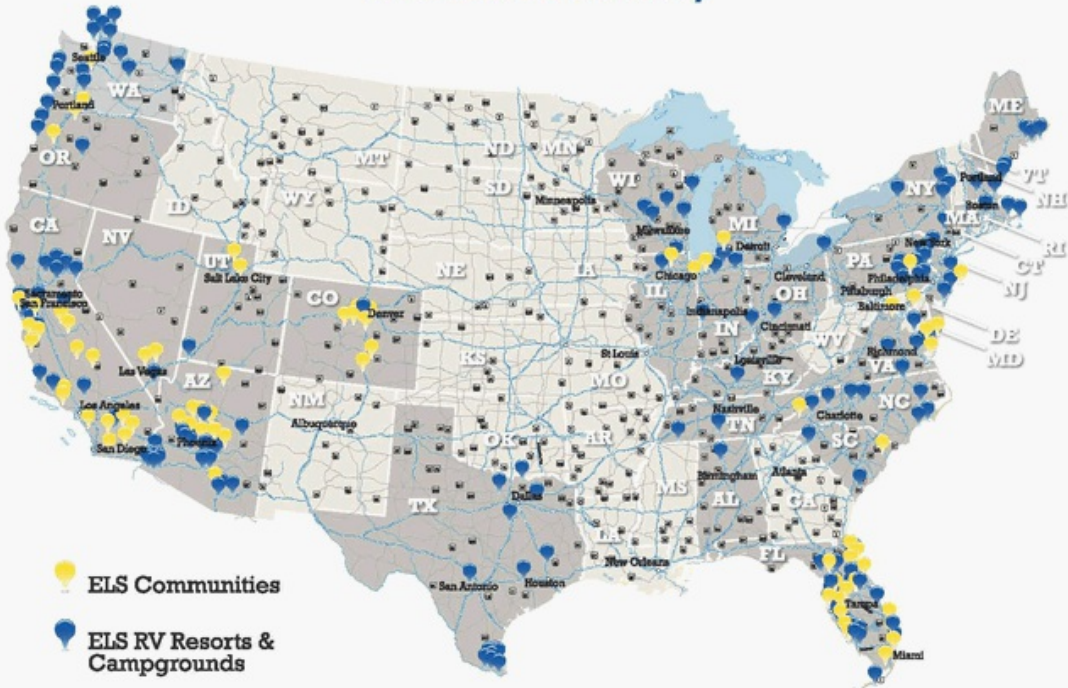 Seattle
WA
Portland
OR
ID
MT
ND
MN
SD
WY
Minneapolis
WI
MI
Milwaukee
Detroit
Chicago
ME
VT
NH
Portland
NY
Boston
MA
RI
CT
NJ
New York
PA
Philadelphia
Pittsburgh
Baltimore
Cleveland
OH
DE
MD
CA
NV
UT
Salt Lake City
NE
IA
IL
IN
Indianapolis
Cincinnati
WV
Richmond
VA
Sacramento
San Francisco
CO
Denver
KS
St Louis
MO
Louisville
KY
Las Vegas
AZ
NM
Albuquerque
Los Angeles
San Diego
Phoenix
OK
AR
Nashville
TN
Charlotte
NC
SC
TX
Dallas
MS
Birmingham
AL
Atlanta
GA
LA
New Orleans
FL
San Antonio
Houston
Tampa
Miami
ELS Communities
ELS RV Resorts &
Campgrounds